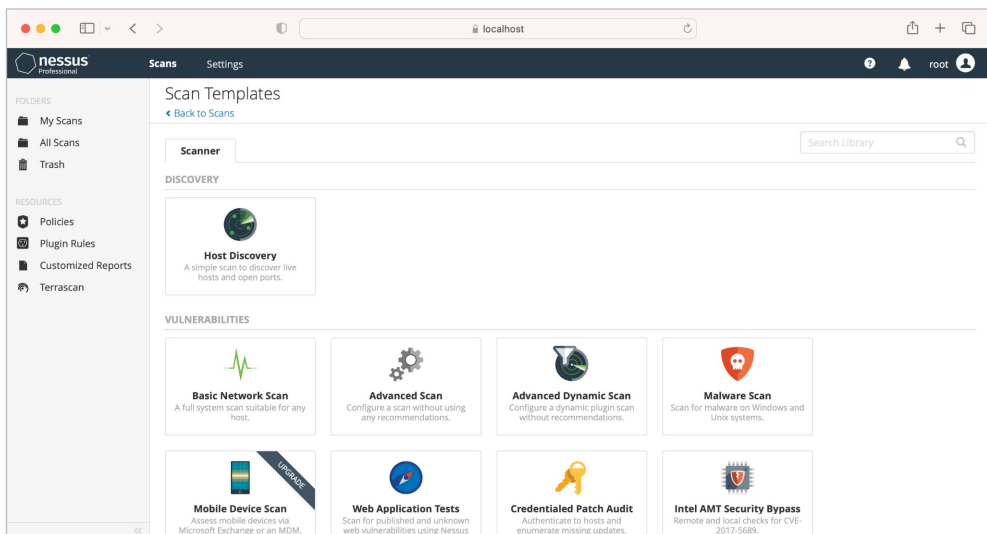 localhost
nessus
Professional
Scans
Settings
root
FOLDERS
My Scans
All Scans
Trash
RESOURCES
Policies
Plugin Rules
Customized Reports
Terrascan
Scan Templates
Back to Scans
Scanner
Search Library
DISCOVERY
Host Discovery
A simple scan to discover live
hosts and open ports.
VULNERABILITIES
Basic Network Scan
A full system scan suitable for any
host.
Advanced Scan
Configure a scan without using
any recommendations.
Advanced Dynamic Scan
Configure a dynamic plugin scan
without recommendations.
Malware Scan
Scan for malware on Windows and
Unix systems.
UPGRADE
Mobile Device Scan
Assess mobile devices via
Microsoft Exchange or an MDM.
Web Application Tests
Scan for published and unknown
web vulnerabilities using Nessus
Credentialed Patch Audit
Authenticate to hosts and
enumerate missing updates.
Intel AMT Security Bypass
Remote and local checks for CVE-
2017-5689.